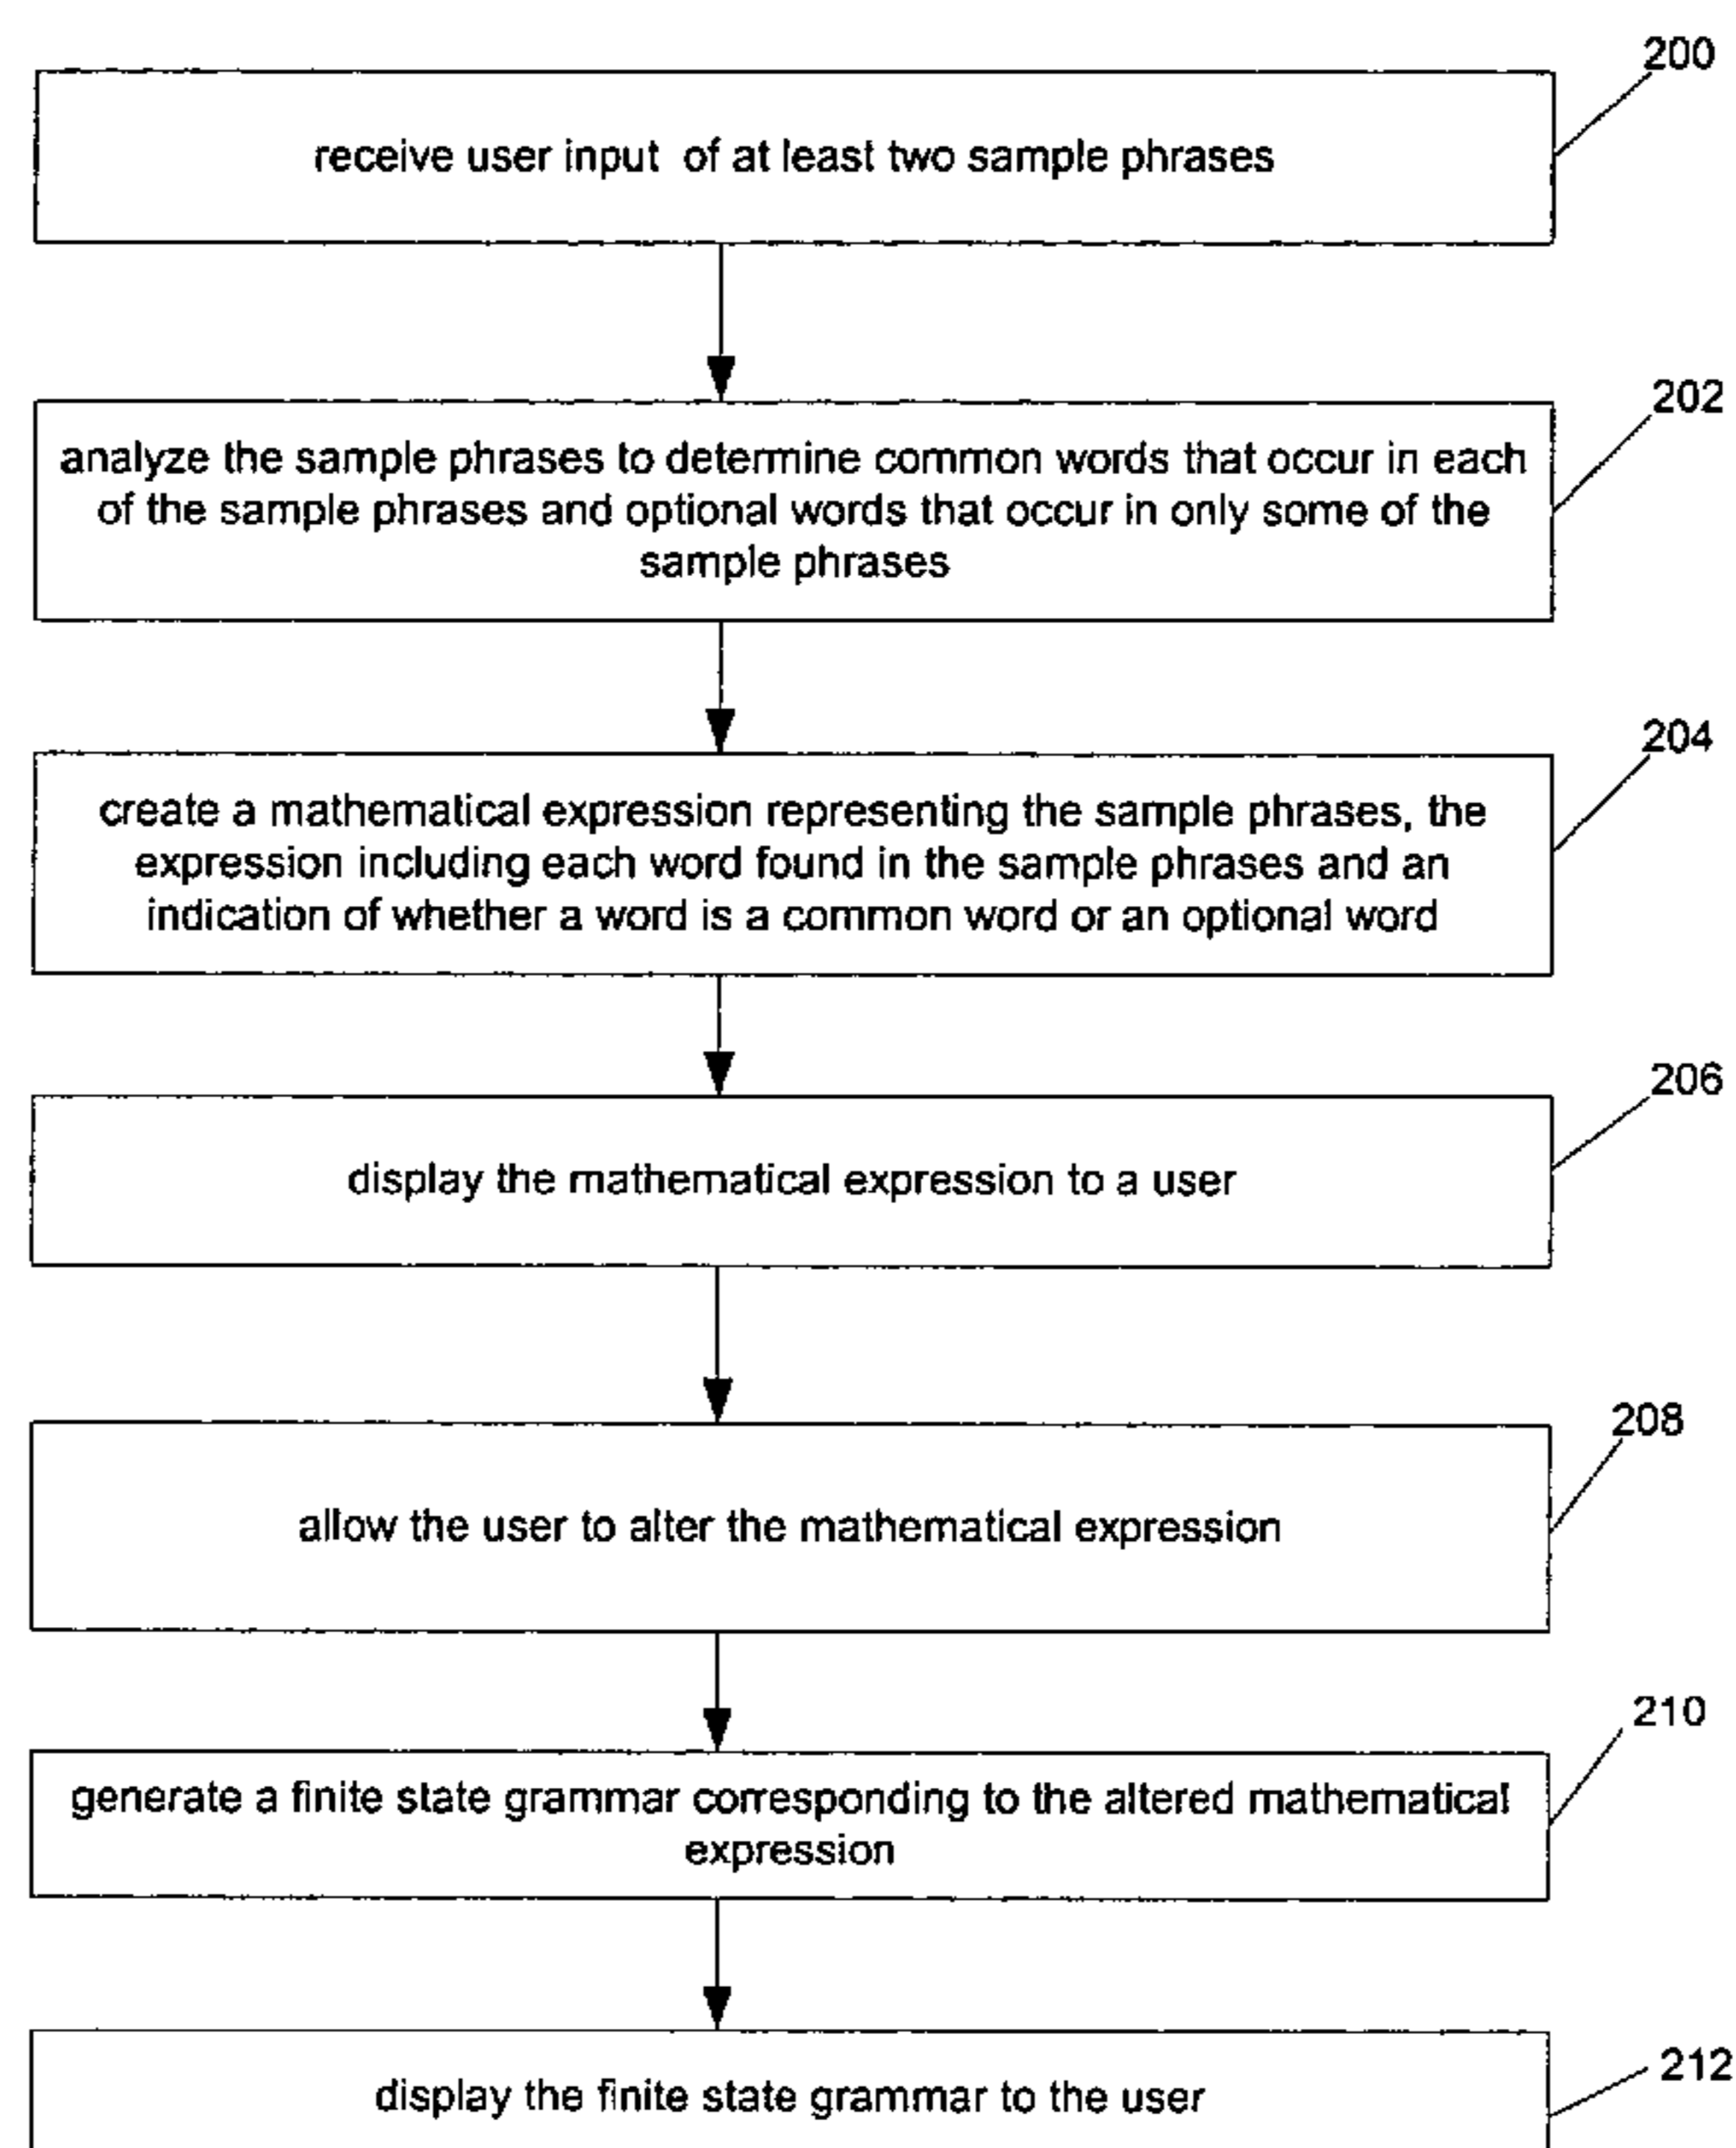 200
receive user input of at least two sample phrases
202
analyze the sample phrases to determine common words that occur in each
of the sample phrases and optional words that occur in only some of the
sample phrases
204
create a mathematical expression representing the sample phrases, the
expression including each word found in the sample phrases and an
indication of whether a word is a common word or an optional word
206
display the mathematical expression to a user
208
allow the user to alter the mathematical expression
210
generate a finite state grammar corresponding to the altered mathematical
expression
212
display the finite state grammar to the user